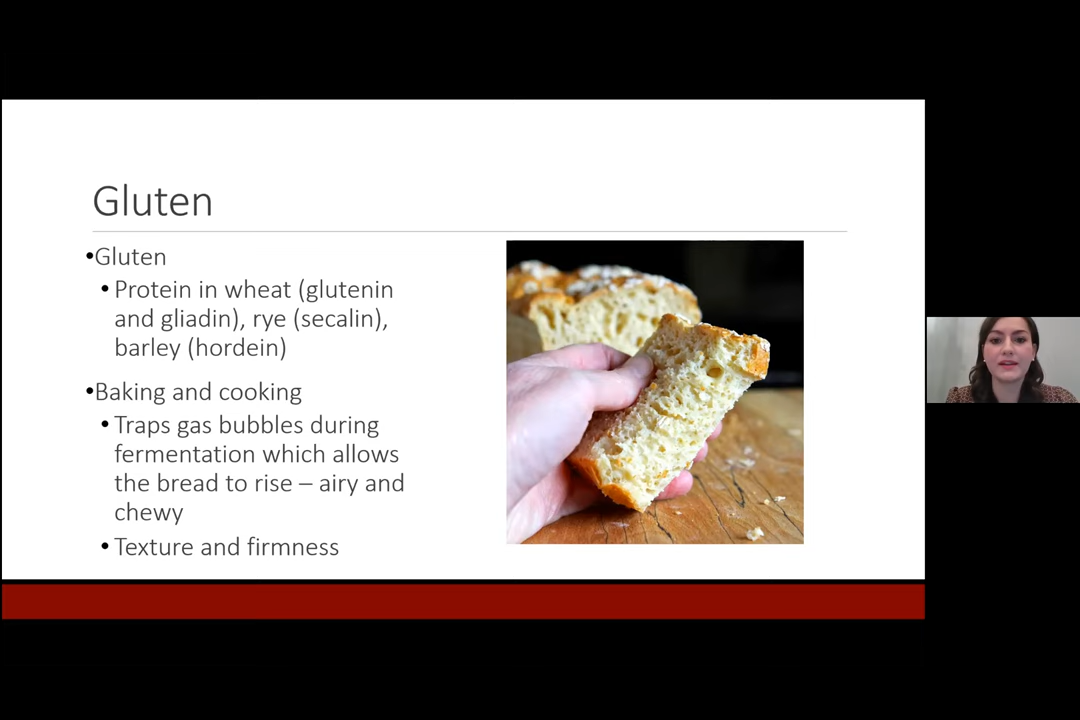 Gluten
•Gluten
• Protein in wheat (glutenin
and gliadin), rye (secalin),
barley (hordein)
•Baking and cooking
• Traps gas bubbles during
fermentation which allows
the bread to rise – airy and
chewy
• Texture and firmness